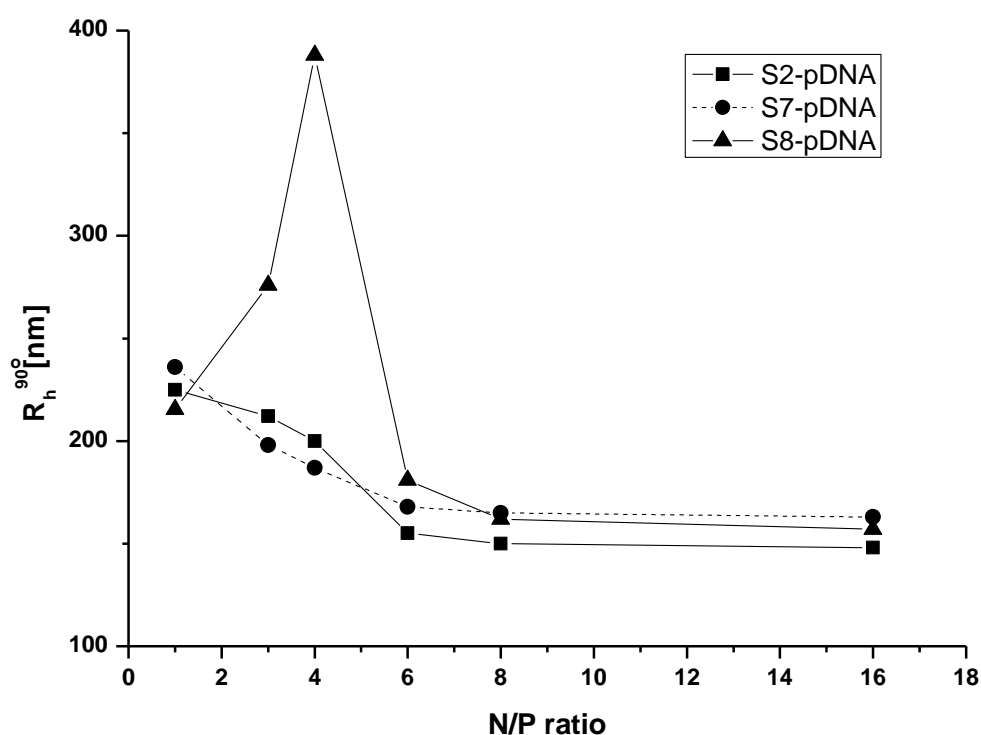 400
300
200
100
R_h^90°[nm]
S2-pDNA
S7-pDNA
S8-pDNA
0 2 4 6 8 10 12 14 16 18
N/P ratio